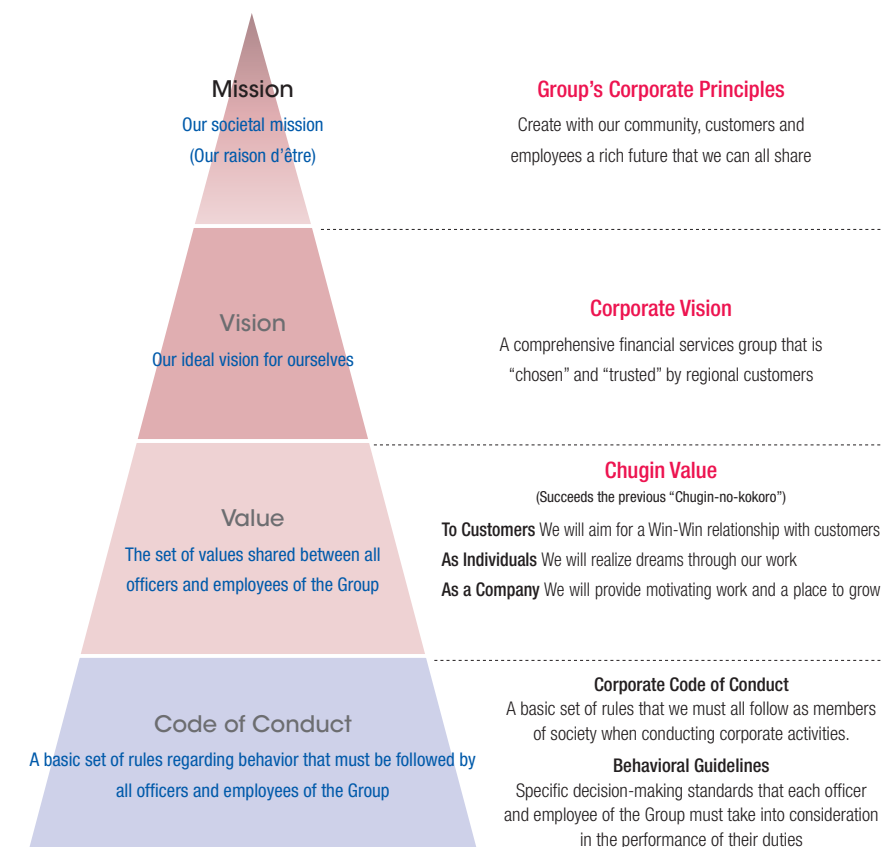 Mission
Our societal mission
(Our raison d’être)
Group’s Corporate Principles
Create with our community, customers and
employees a rich future that we can all share
Vision
Our ideal vision for ourselves
Corporate Vision
A comprehensive financial services group that is
“chosen” and “trusted” by regional customers
Value
The set of values shared between all
officers and employees of the Group
Chugin Value
(Succeeds the previous “Chugin-no-kokoro”)
To Customers We will aim for a Win-Win relationship with customers
As Individuals We will realize dreams through our work
As a Company We will provide motivating work and a place to grow
Code of Conduct
A basic set of rules regarding behavior that must be followed by
all officers and employees of the Group
Corporate Code of Conduct
A basic set of rules that we must all follow as members
of society when conducting corporate activities.
Behavioral Guidelines
Specific decision-making standards that each officer
and employee of the Group must take into consideration
in the performance of their duties